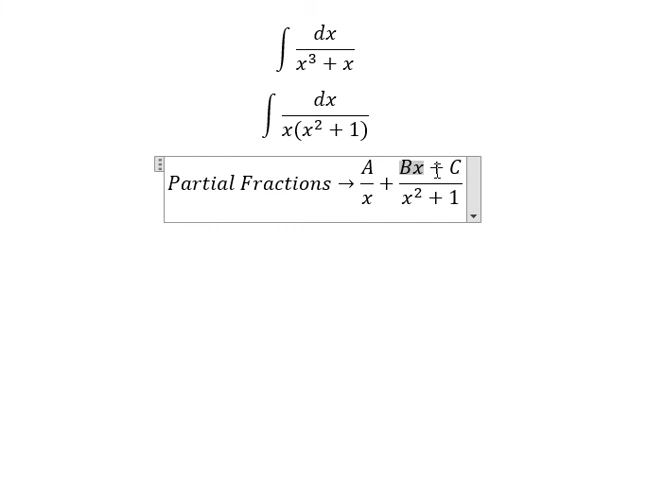 ∫ dx / (x³ + x)
∫ dx / (x(x² + 1))
Partial Fractions → A/x + (Bx + C)/(x² + 1)